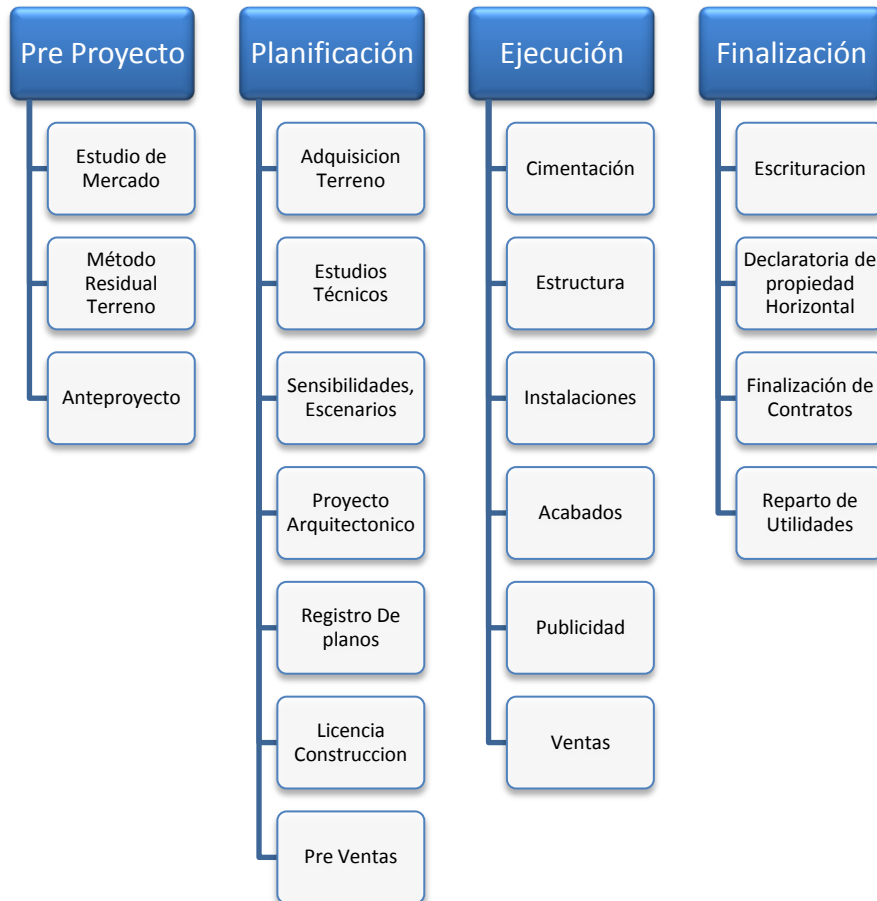 Pre Proyecto
Estudio de
Mercado
Método
Residual
Terreno
Anteproyecto
Planificación
Adquisicion
Terreno
Estudios
Técnicos
Sensibilidades,
Escenarios
Proyecto
Arquitectonico
Registro De
planos
Licencia
Construccion
Pre Ventas
Ejecución
Cimentación
Estructura
Instalaciones
Acabados
Publicidad
Ventas
Finalización
Escrituracion
Declaratoria de
propiedad
Horizontal
Finalización de
Contratos
Reparto de
Utilidades